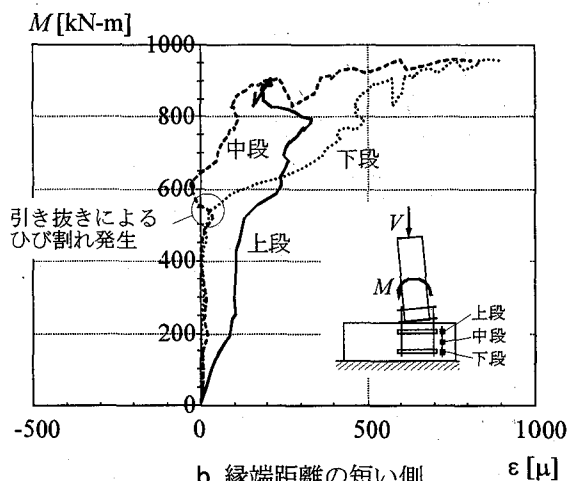 M [kN-m]
1000
800
600
400
200
0
中段
下段
上段
引き抜きによる
ひび割れ発生
V
M
上段
中段
下段
-500
0
500
1000
ε [μ]
b 縁端距離の短い側